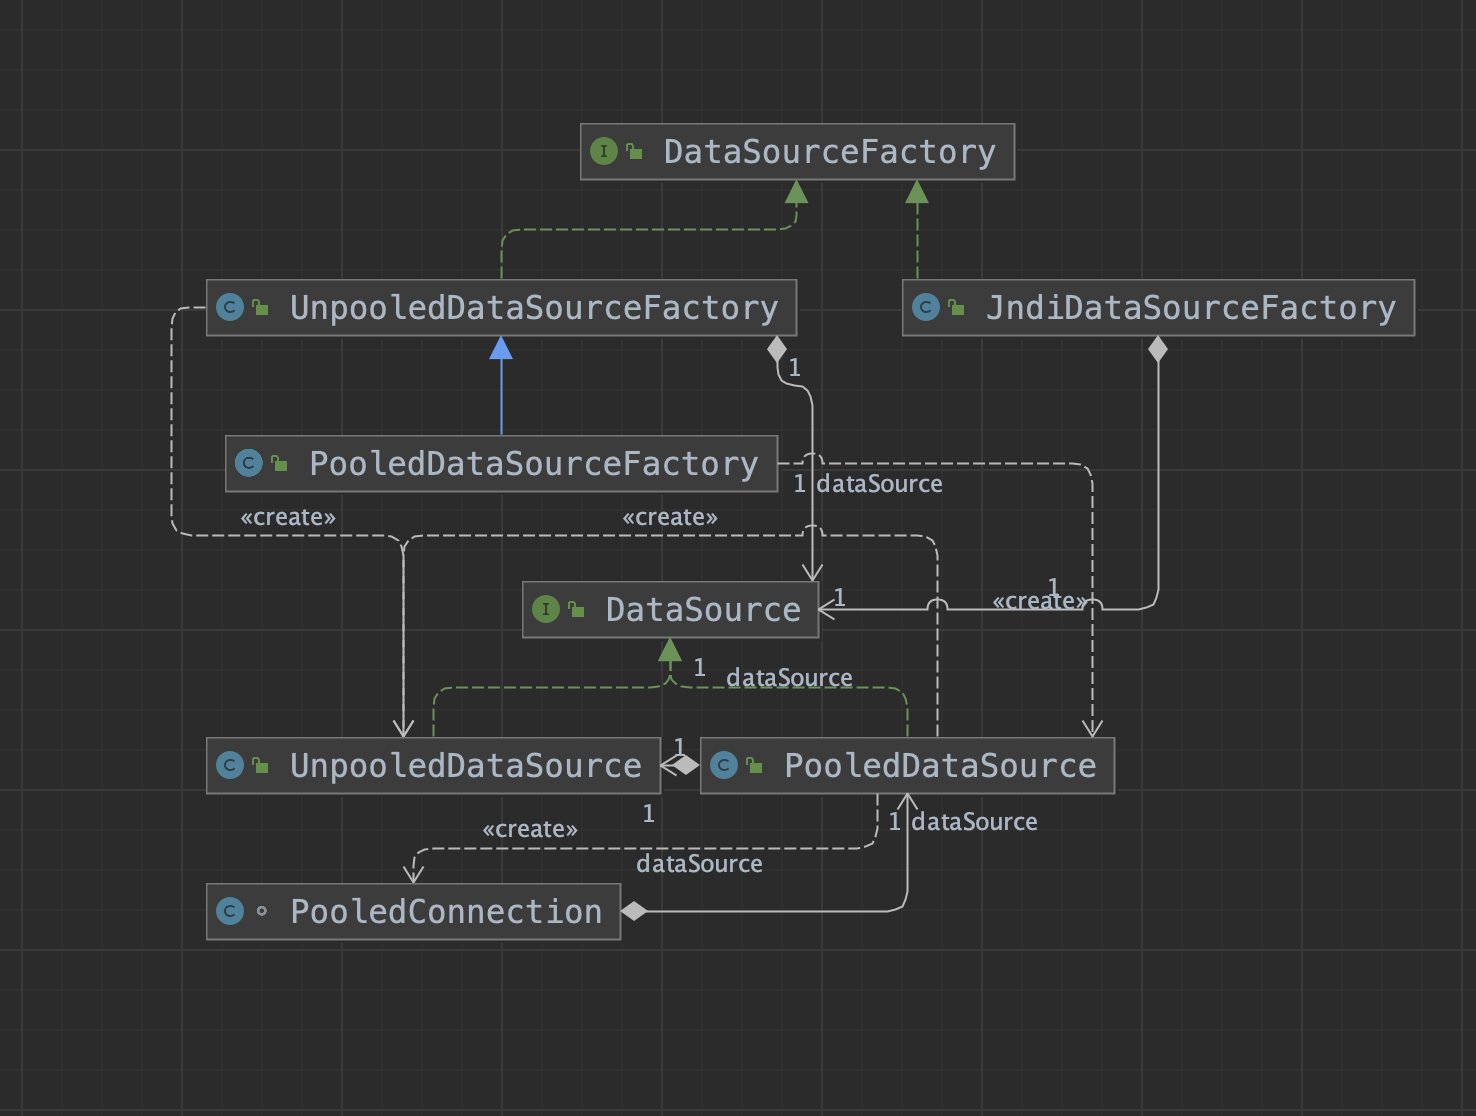 DataSourceFactory
UnpooledDataSourceFactory
JndiDataSourceFactory
1
PooledDataSourceFactory
1 dataSource
«create»
«create»
DataSource
1
1
«create»
1
dataSource
UnpooledDataSource
1
PooledDataSource
1
1 dataSource
«create»
dataSource
PooledConnection